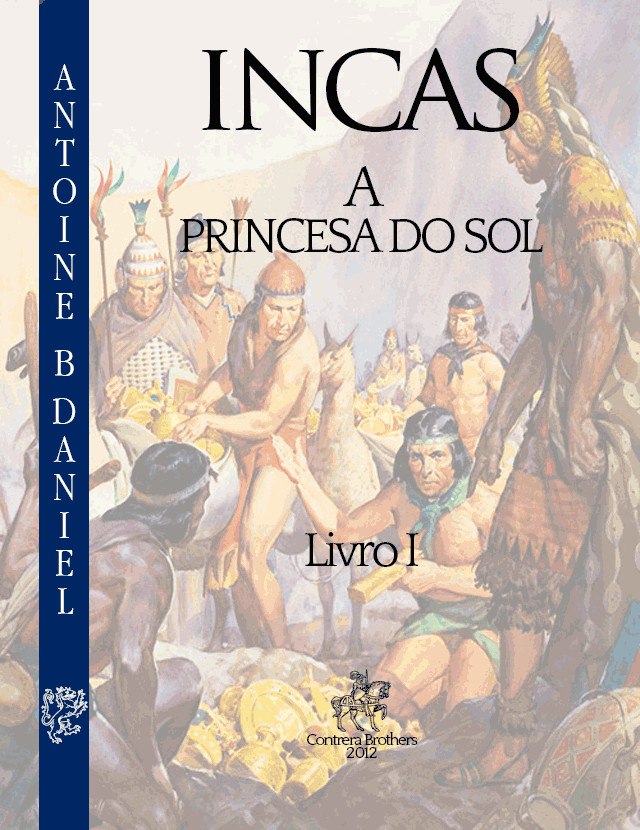 INCAS
A
PRINCESA DO SOL
ANTOINE B DANIEL
Livro I
Contrera Brothers
2012